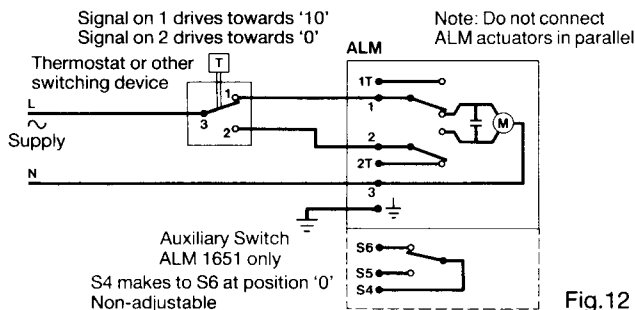 Signal on 1 drives towards '10'
Signal on 2 drives towards '0'
Note: Do not connect
ALM actuators in parallel
ALM
Thermostat or other
switching device
T
1T
1
1
L
3
M
Supply
2
2
2T
N
3
Auxiliary Switch
ALM 1651 only
S6
S4 makes to S6 at position '0'
S5
Non-adjustable
S4
Fig.12